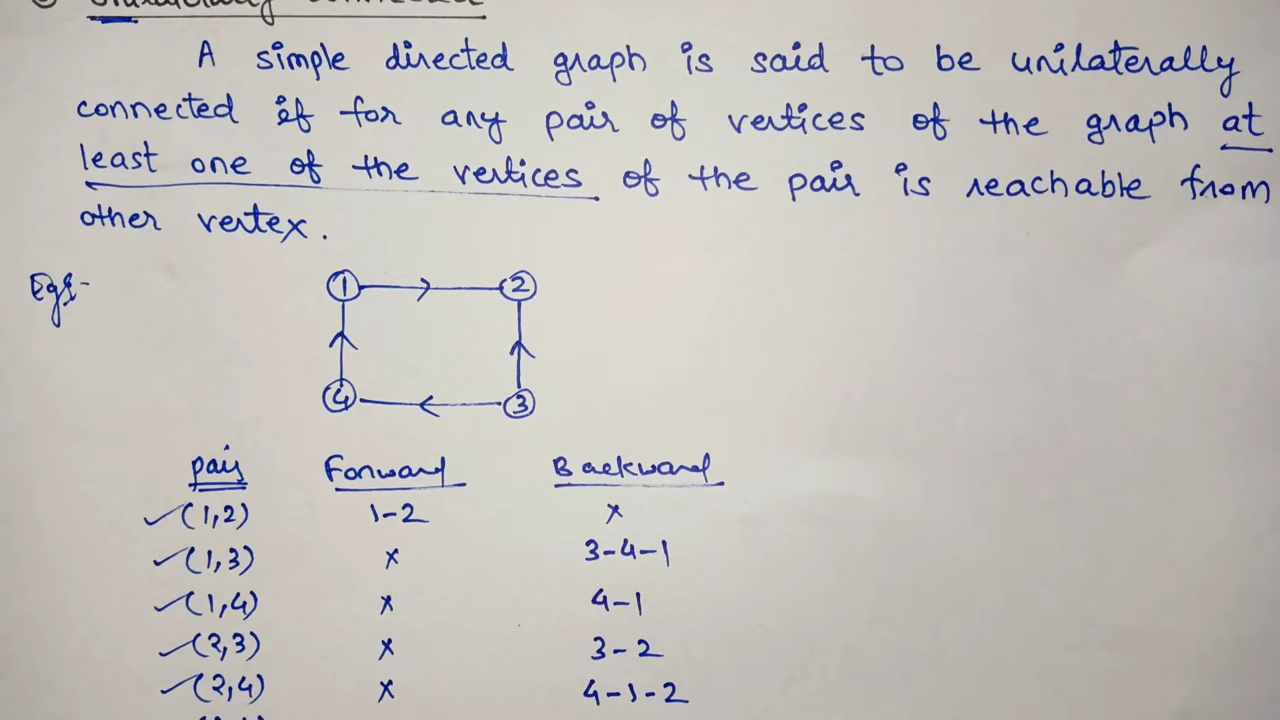 A simple directed graph is said to be unilaterally
connected if for any pair of vertices of the graph at
least one of the vertices of the pair is reachable from
other vertex.
Eg:-
1 2
4 3
pair Forward Backward
(1,2) 1-2 x
(1,3) x 3-4-1
(1,4) x 4-1
(2,3) x 3-2
(2,4) x 4-1-2